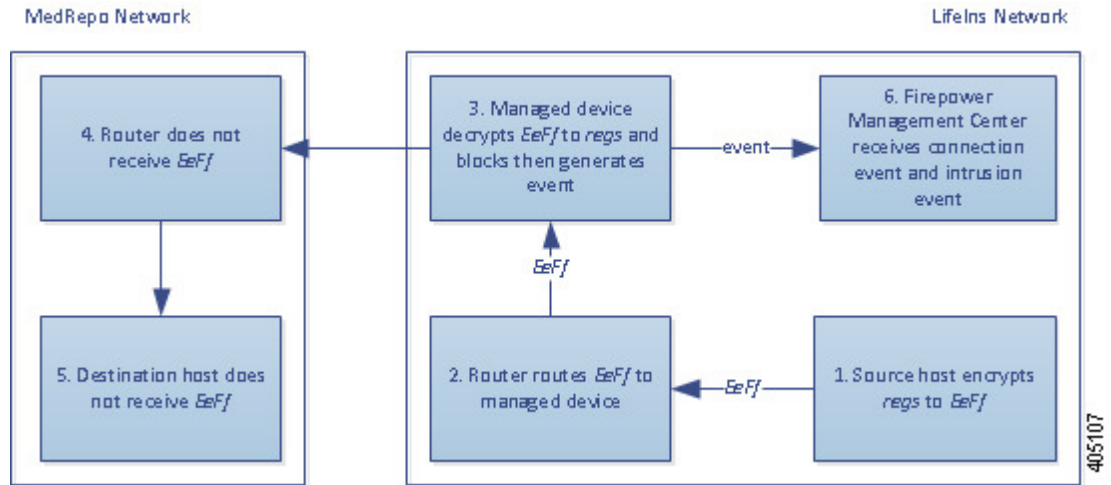 MedRepo Network
LifeIns Network
4. Router does not
receive EeFf
3. Managed device
decrypts EeFf to regs and
blocks then generates
event
event
6. Firepower
Management Center
receives connection
event and intrusion
event
EeFf
5. Destination host does
not receive EeFf
2. Router routes EeFf to
managed device
EeFf
1. Source host encrypts
regs to EeFf
405107